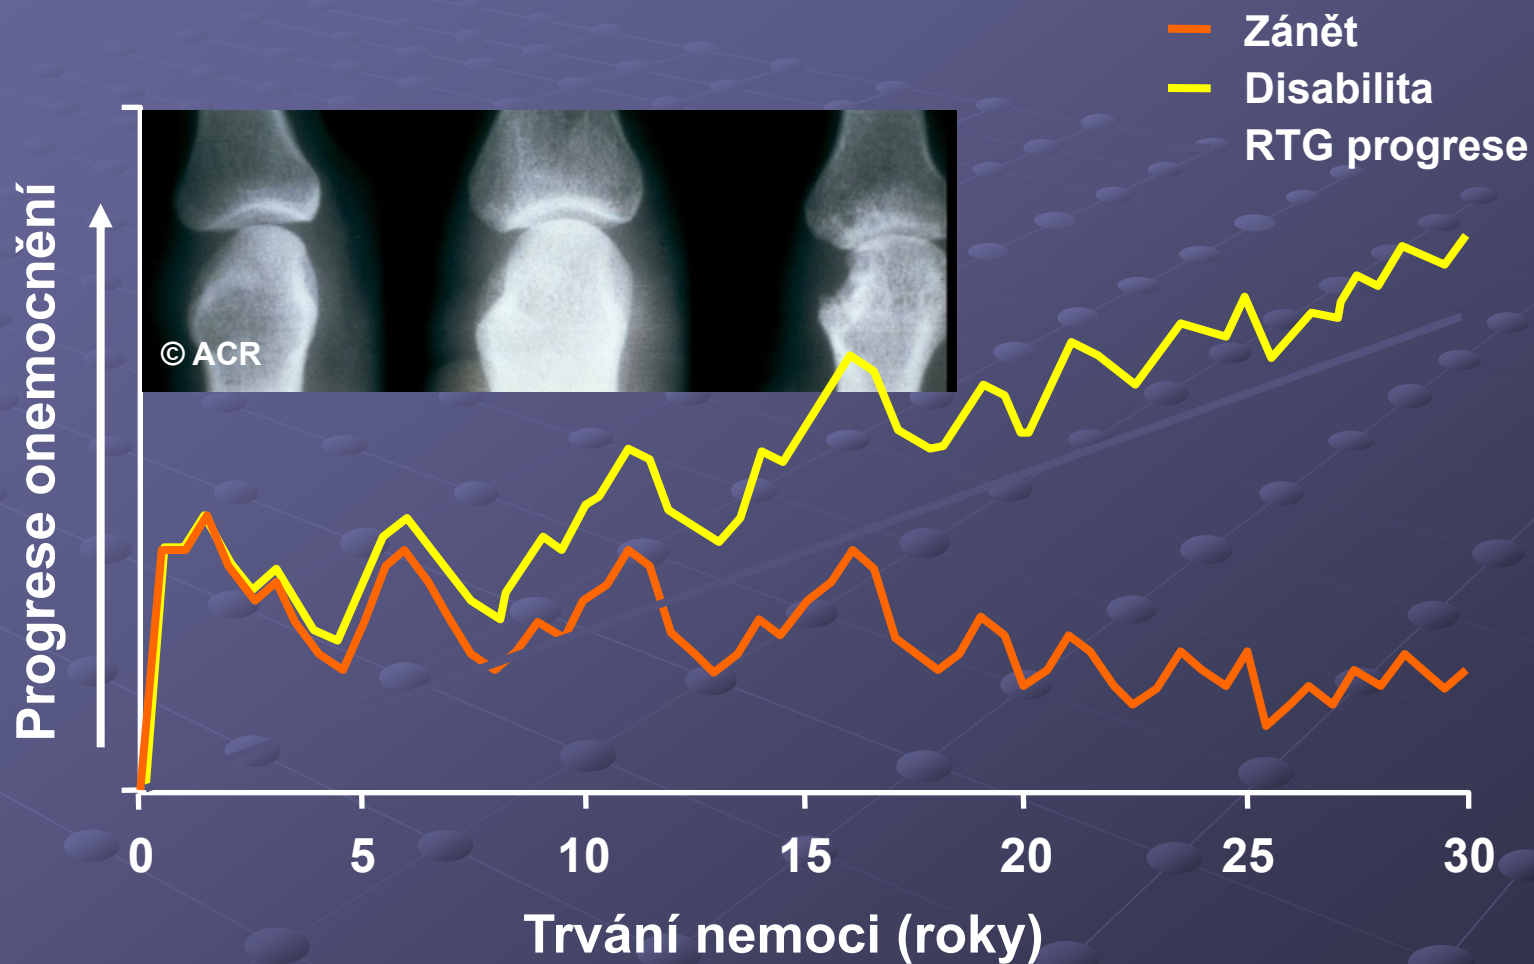 Zánět
Disabilita
RTG progrese
Progrese onemocnění
© ACR
0 5 10 15 20 25 30
Trvání nemoci (roky)